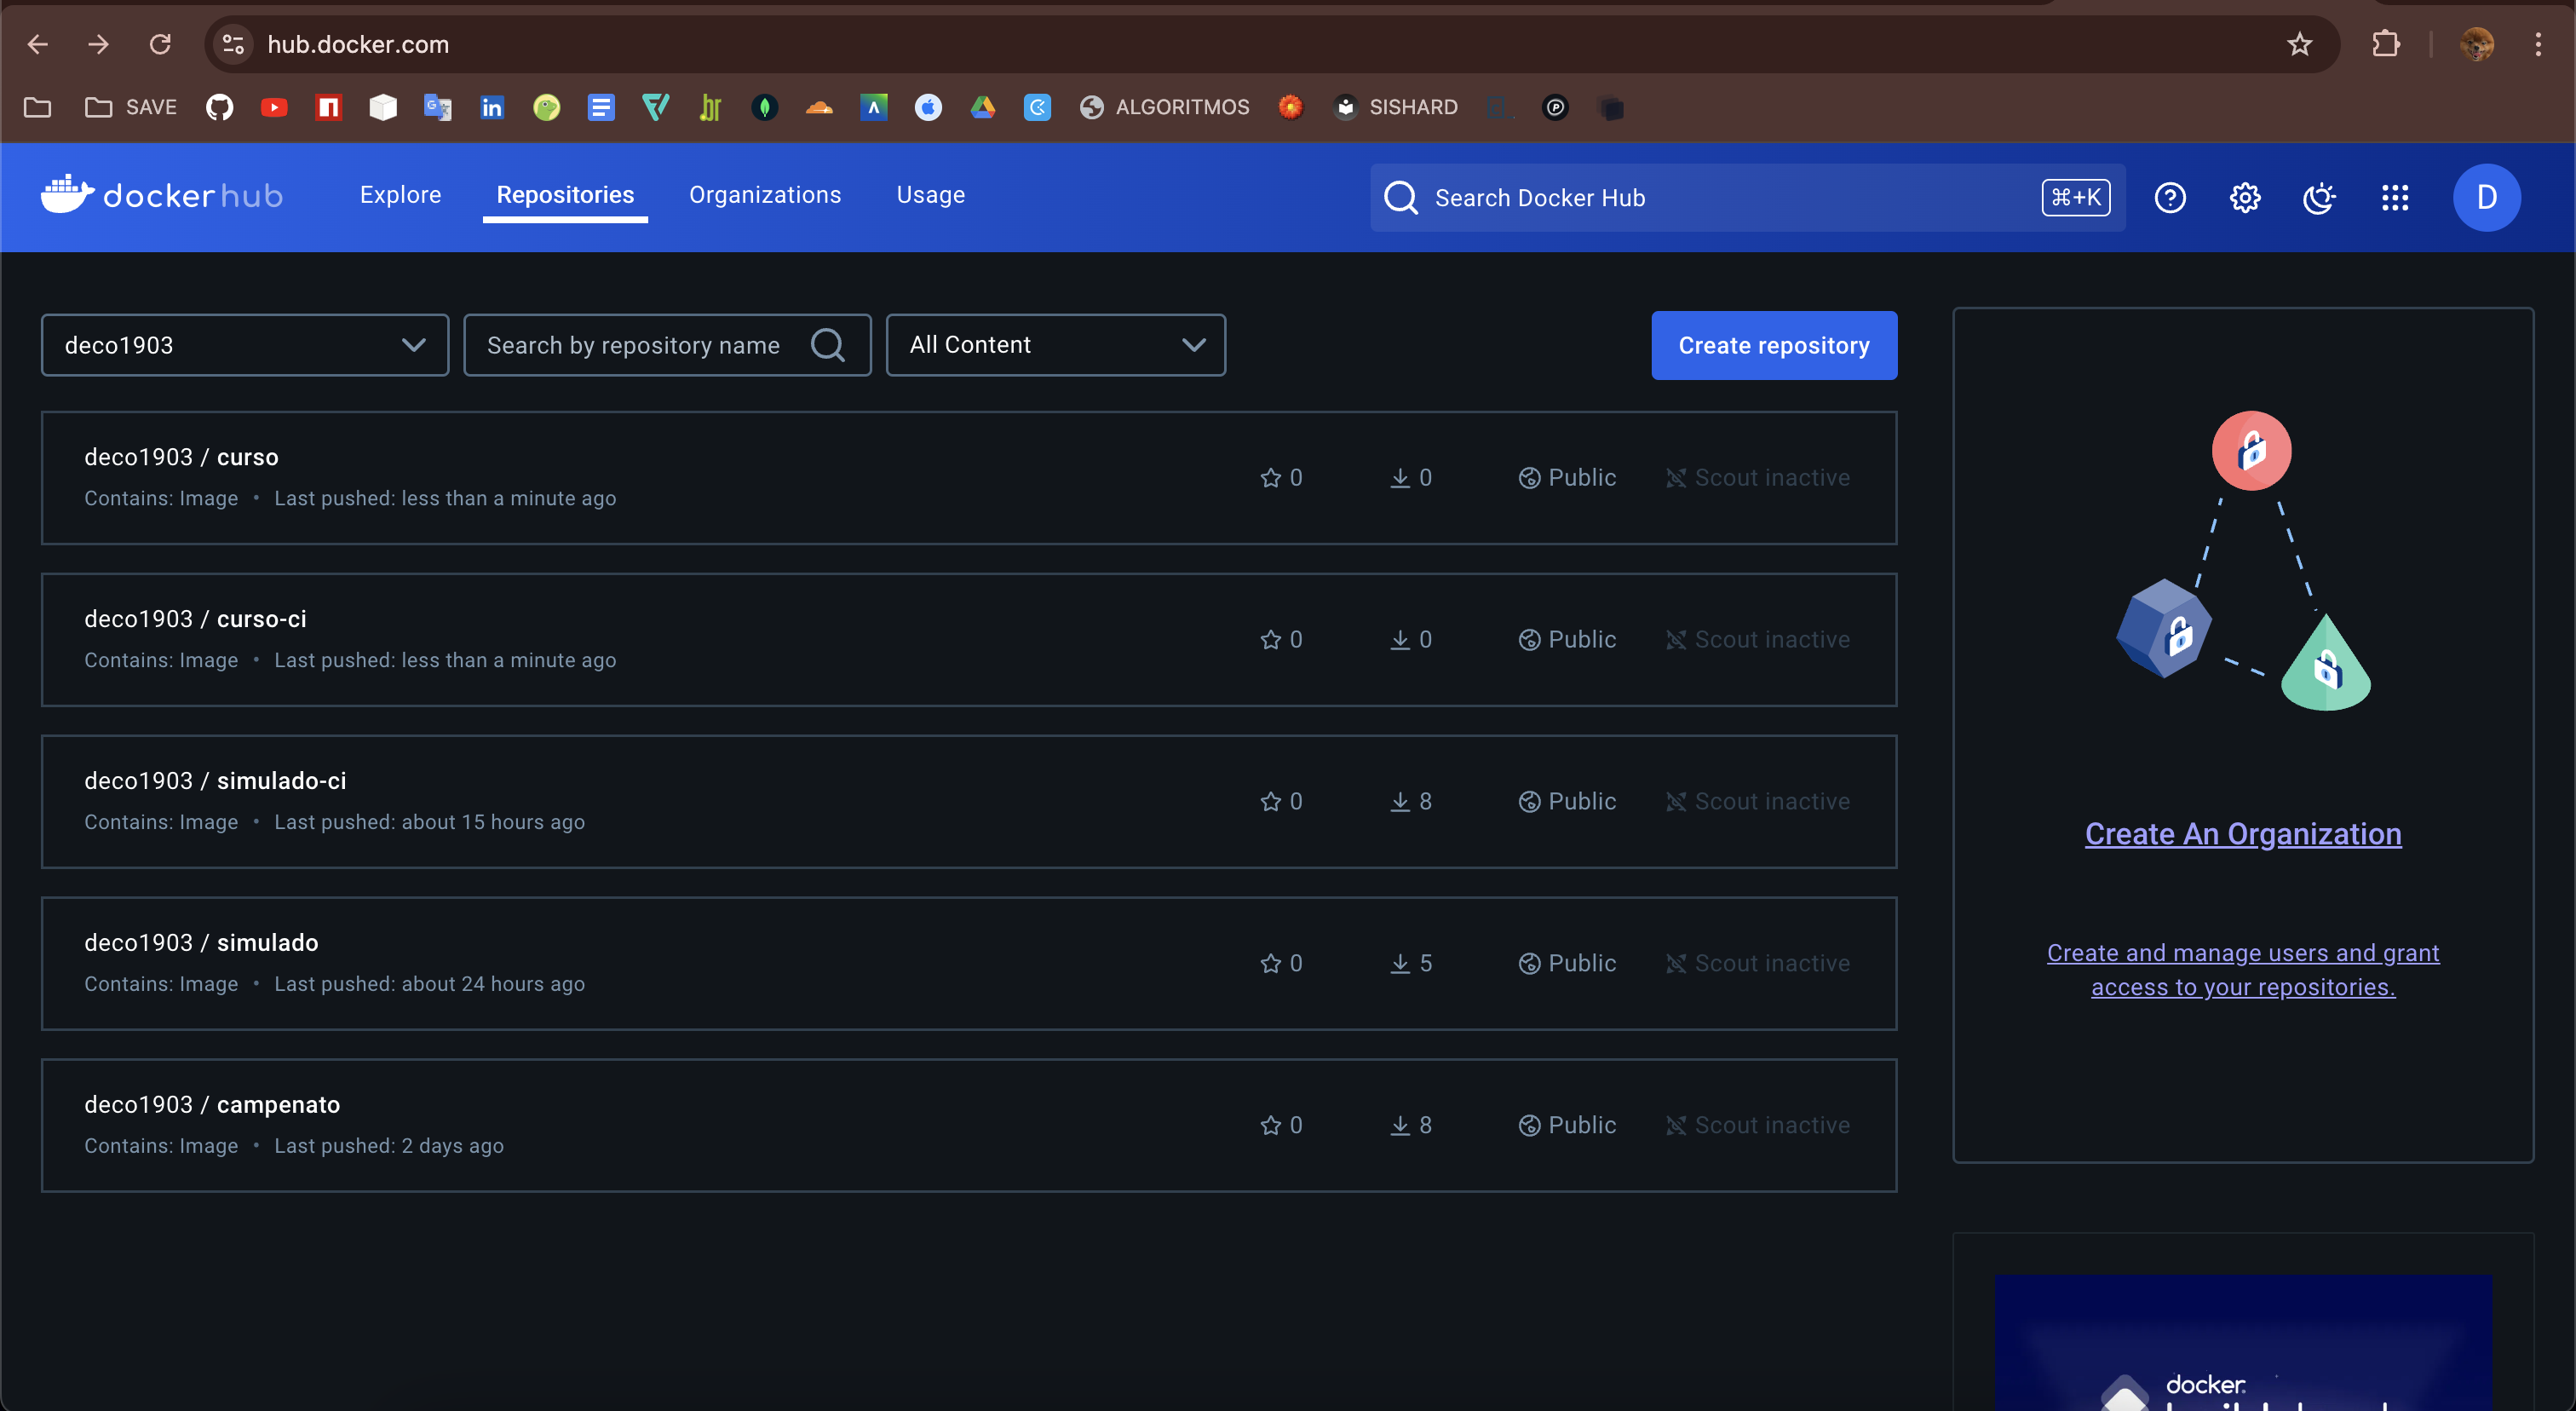 hub.docker.com
SAVE
ALGORITMOS
SISHARD
dockerhub
Explore
Repositories
Organizations
Usage
Search Docker Hub
⌘+K
D
deco1903
Search by repository name
All Content
Create repository
deco1903 / curso
Contains: Image • Last pushed: less than a minute ago
0
0
Public
Scout inactive
deco1903 / curso-ci
Contains: Image • Last pushed: less than a minute ago
0
0
Public
Scout inactive
deco1903 / simulado-ci
Contains: Image • Last pushed: about 15 hours ago
0
8
Public
Scout inactive
deco1903 / simulado
Contains: Image • Last pushed: about 24 hours ago
0
5
Public
Scout inactive
deco1903 / campenato
Contains: Image • Last pushed: 2 days ago
0
8
Public
Scout inactive
Create An Organization
Create and manage users and grant
access to your repositories.
docker